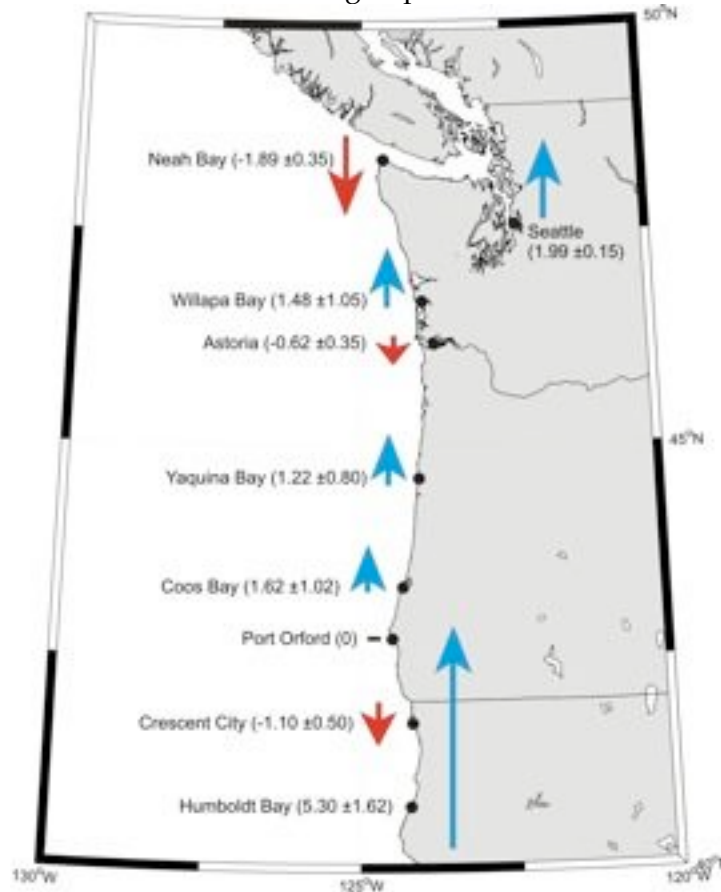 50°N
Neah Bay (-1.89 ±0.35)
Seattle
(1.99 ±0.15)
Willapa Bay (1.48 ±1.05)
Astoria (-0.62 ±0.35)
45°N
Yaquina Bay (1.22 ±0.80)
Coos Bay (1.62 ±1.02)
Port Orford (0)
Crescent City (-1.10 ±0.50)
Humboldt Bay (5.30 ±1.62)
130°W
125°W
120°W